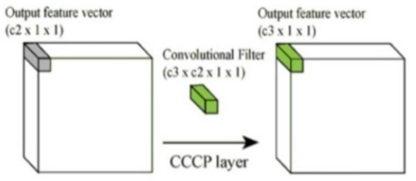 Output feature vector
(c2 x 1 x 1)
Convolutional Filter
(c3 x c2 x 1 x 1)
CCCP layer
Output feature vector
(c3 x 1 x 1)